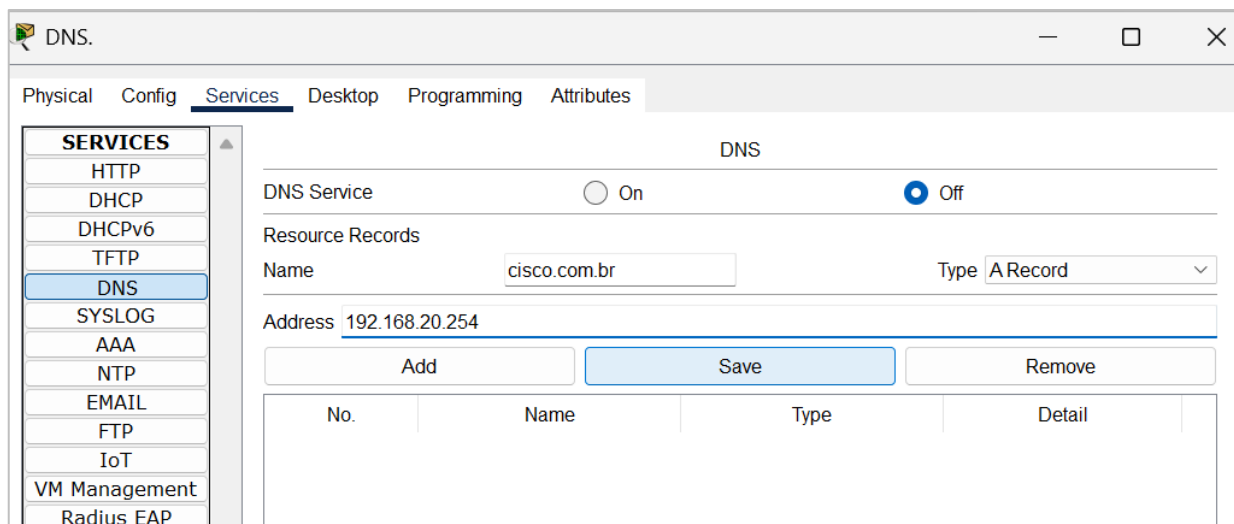 DNS.
Physical Config Services Desktop Programming Attributes
SERVICES
HTTP
DHCP
DHCPv6
TFTP
DNS
SYSLOG
AAA
NTP
EMAIL
FTP
IoT
VM Management
Radius EAP
DNS
DNS Service On Off
Resource Records
Name cisco.com.br Type A Record
Address 192.168.20.254
Add Save Remove
No. Name Type Detail